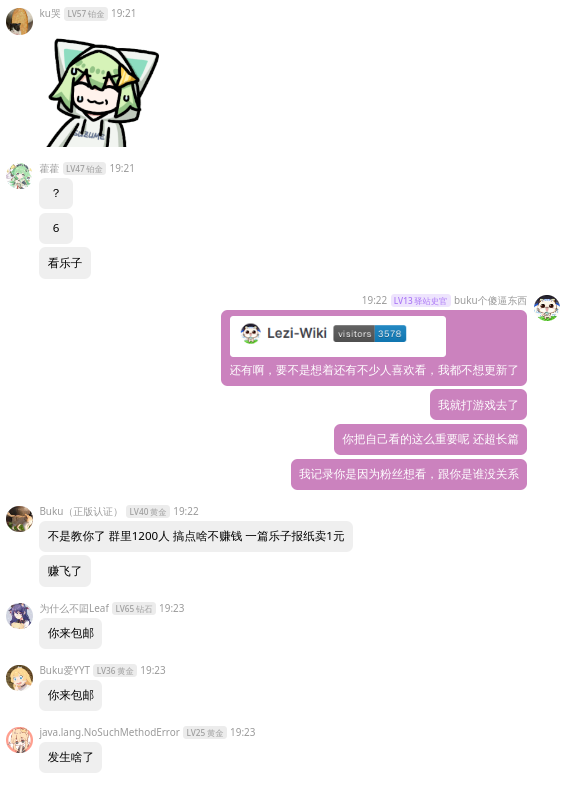 ku哭 LV57 铂金 19:21
SUZUME
藿藿 LV47 铂金 19:21
？
6
看乐子
19:22 LV13 驿站史官 buku个傻逼东西
Lezi-Wiki visitors 3578
还有啊，要不是想着还有不少人喜欢看，我都不想更新了
我就打游戏去了
你把自己看的这么重要呢 还超长篇
我记录你是因为粉丝想看，跟你是谁没关系
Buku（正版认证） LV40 黄金 19:22
不是教你了 群里1200人 搞点啥不赚钱 一篇乐子报纸卖1元
赚飞了
为什么不囸Leaf LV65 钻石 19:23
你来包邮
Buku爱YYT LV36 黄金 19:23
你来包邮
java.lang.NoSuchMethodError LV25 黄金 19:23
发生啥了